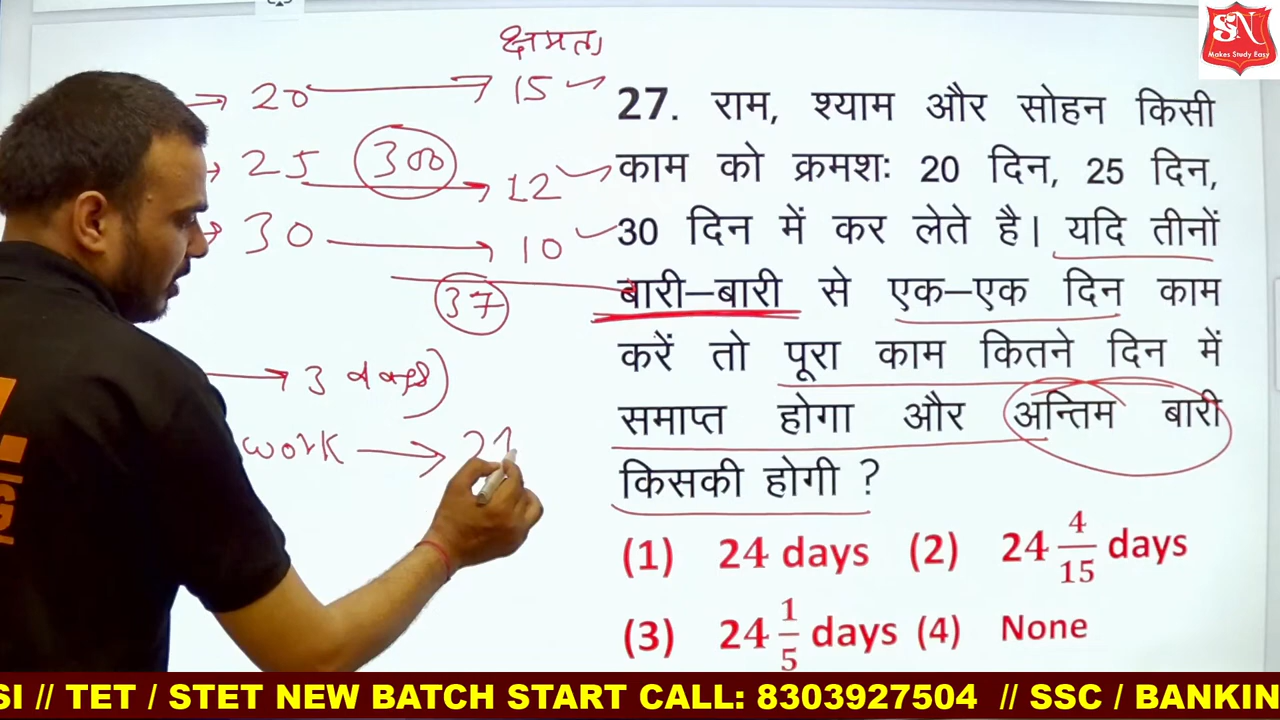 SN
Makes Study Easy
क्षमता
20 → 15
25 300 → 12
30 → 10
37
→ 3
work → 21
27. राम, श्याम और सोहन किसी
काम को क्रमशः 20 दिन, 25 दिन,
30 दिन में कर लेते है। यदि तीनों
बारी–बारी से एक–एक दिन काम
करें तो पूरा काम कितने दिन में
समाप्त होगा और अन्तिम बारी
किसकी होगी ?
(1) 24 days (2) 24 4/15 days
(3) 24 1/5 days (4) None
SI // TET / STET NEW BATCH START CALL: 8303927504 // SSC / BANKIN